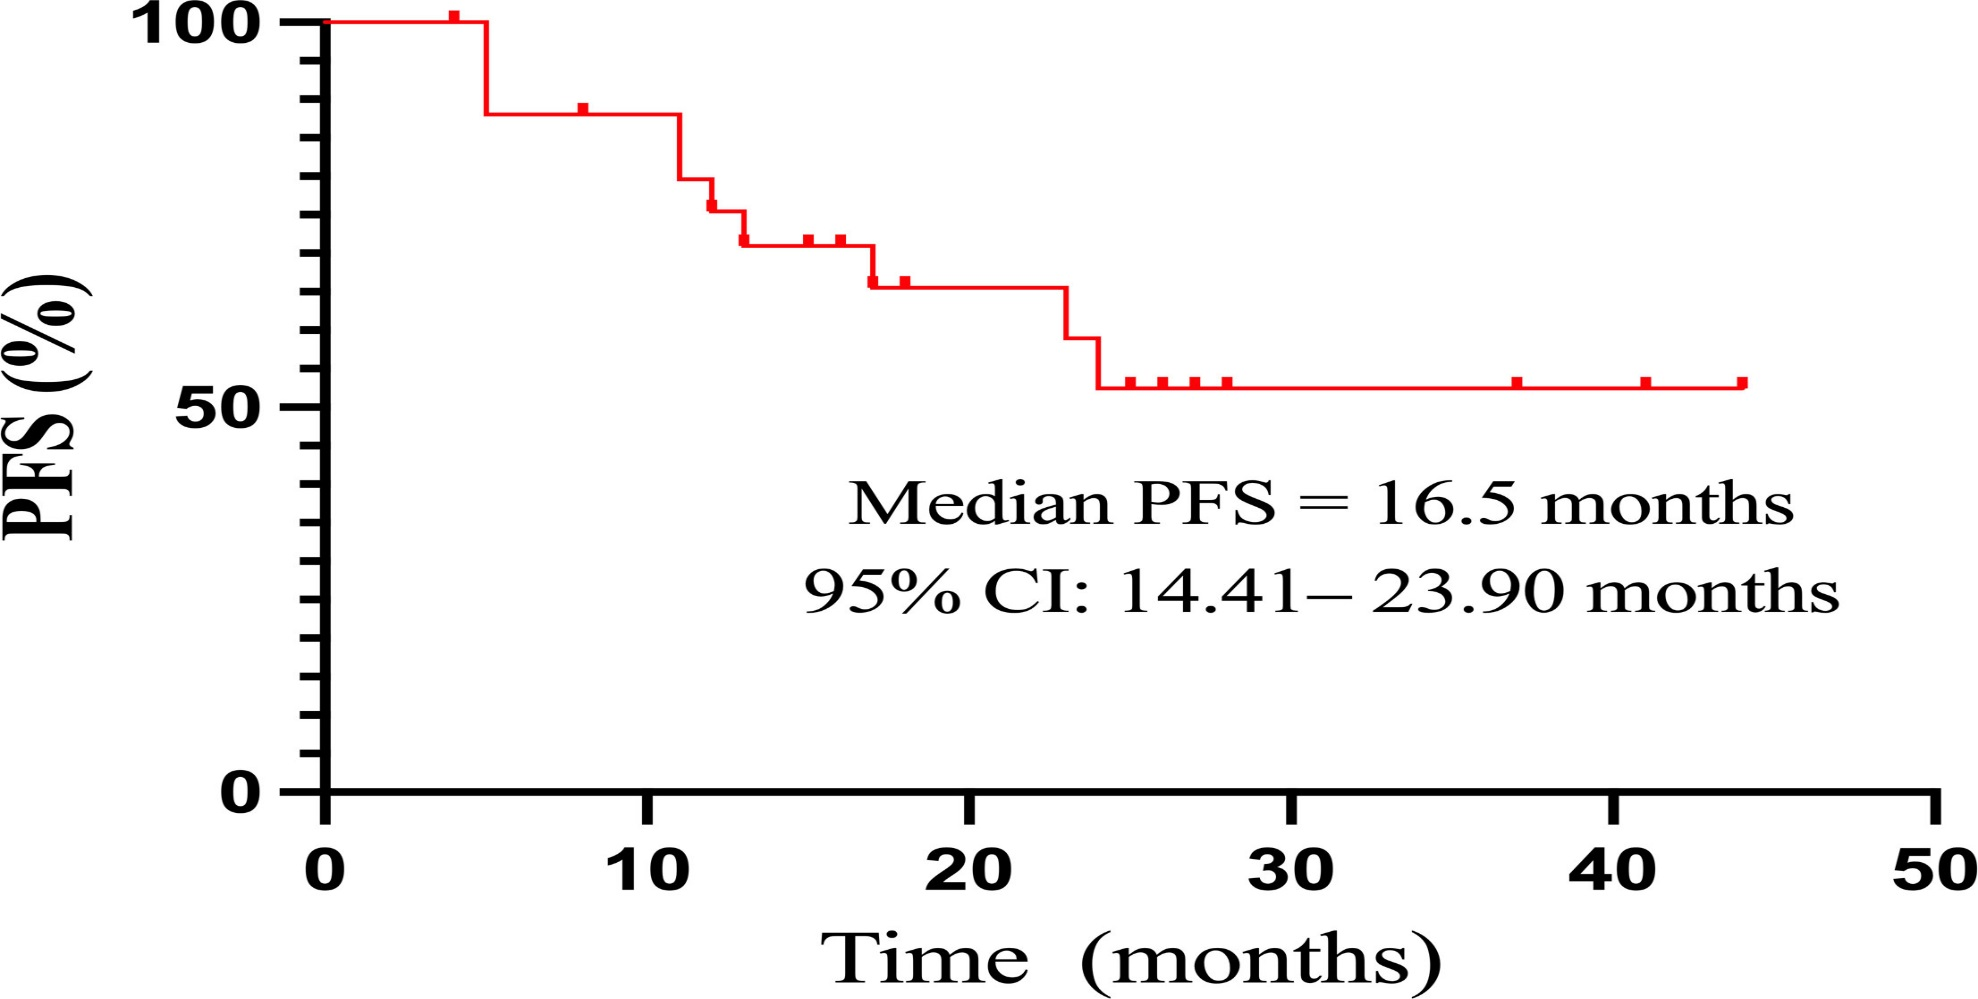 100
PFS (%)
50
Median PFS = 16.5 months
95% CI: 14.41– 23.90 months
0
0 10 20 30 40 50
Time (months)